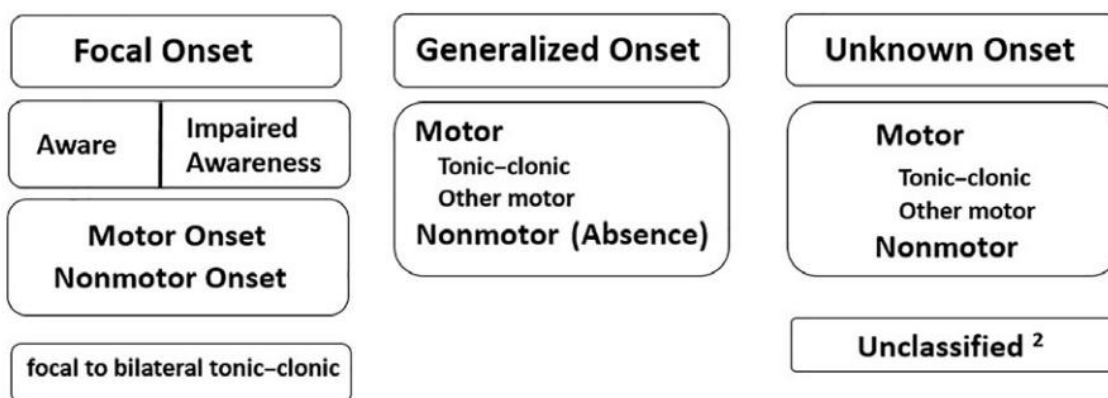 Focal Onset
Aware
Impaired
Awareness
Motor Onset
Nonmotor Onset
focal to bilateral tonic–clonic
Generalized Onset
Motor
Tonic–clonic
Other motor
Nonmotor (Absence)
Unknown Onset
Motor
Tonic–clonic
Other motor
Nonmotor
Unclassified ²